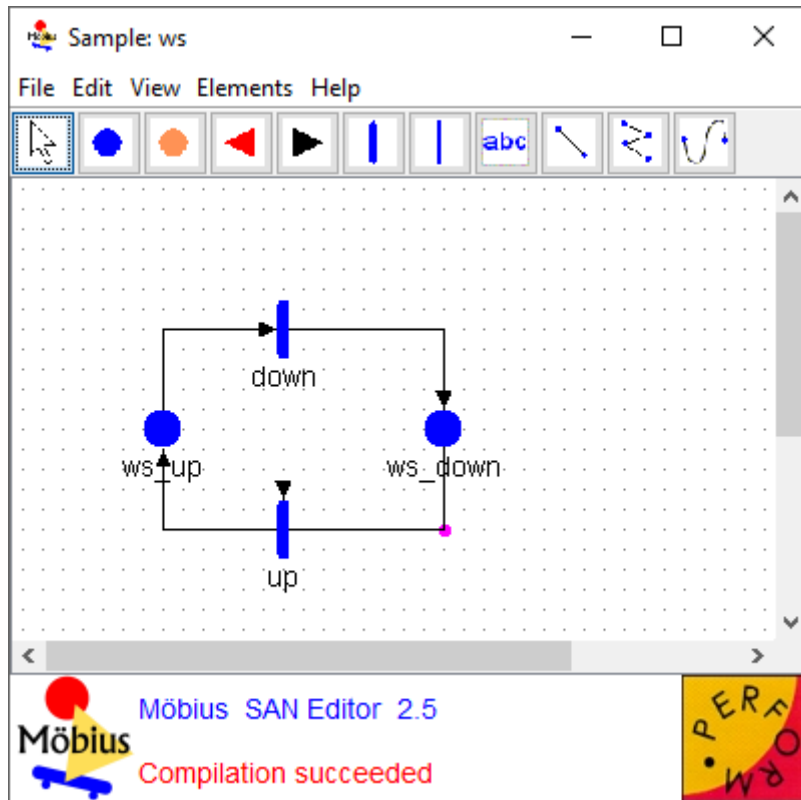 Möbius Sample: ws
File Edit View Elements Help
abc
down
ws_up ws_down
up
Möbius SAN Editor 2.5
Möbius
Compilation succeeded
PERFORM